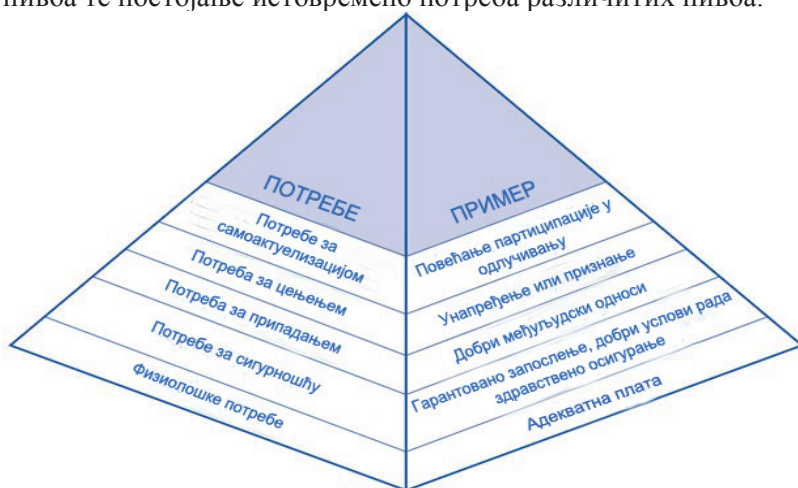 нивоа те постојање истовремено потреба различитих нивоа.
ПОТРЕБЕ
Потребе за
самоактуелизацијом
Потреба за цењењем
Потреба за припадањем
Потребе за сигурношћу
Физиолошке потребе
ПРИМЕР
Повећање партиципације у
одлучивању
Унапређење или признање
Добри међуљудски односи
Гарантовано запослење, добри услови рада
здравствено осигурање
Адекватна плата